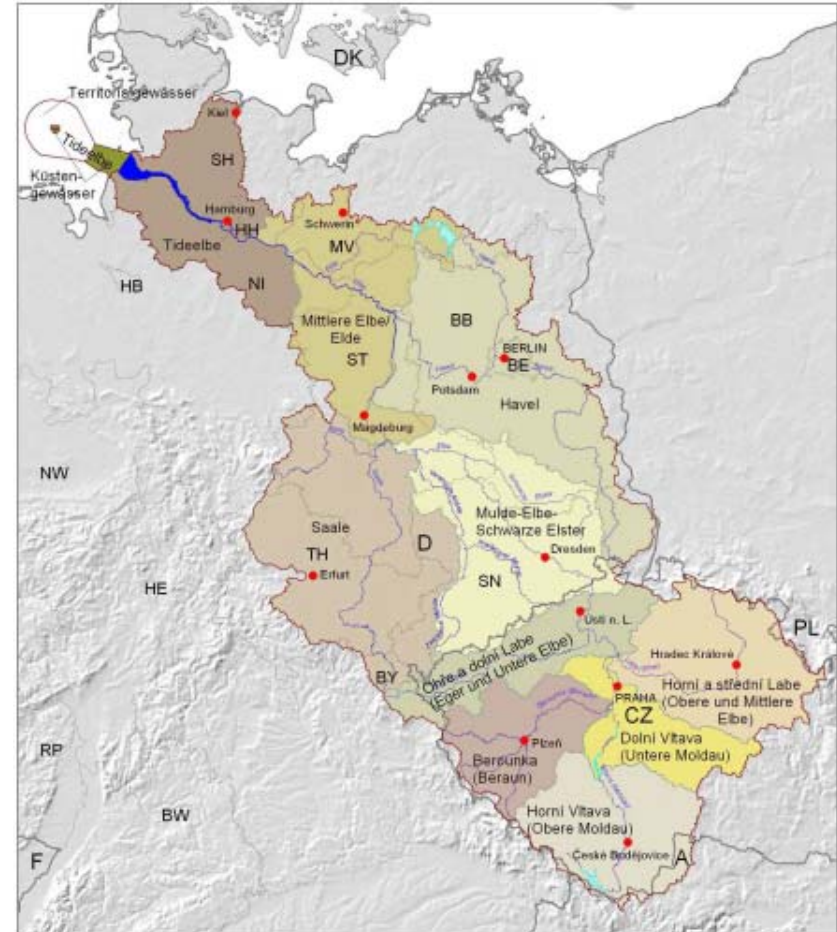 DK
Territorialgewässer
Kiel
Tideelbe
SH
Küsten-
gewässer
Hamburg
HH
Schwerin
MV
Tideelbe
HB
NI
Mittlere Elbe/
Elde
ST
BB
BERLIN
BE
Potsdam
Havel
Magdeburg
NW
Mulde-Elbe-
Schwarze Elster
Saale
D
Dresden
TH
Erfurt
SN
HE
Ústí n. L.
PL
Ohře a dolní Labe
(Eger und Untere Elbe)
Hradec Králové
BY
Horní a střední Labe
(Obere und Mittlere
Elbe)
PRAHA
CZ
Dolní Vltava
(Untere Moldau)
Plzeň
RP
Berounka
(Beraun)
BW
Horní Vltava
(Obere Moldau)
České Budějovice
A
F